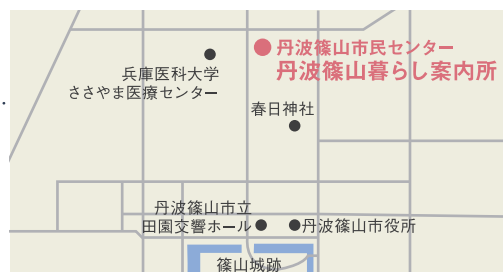 丹波篠山市民センター
丹波篠山暮らし案内所
兵庫医科大学
ささやま医療センター
春日神社
丹波篠山市立
田園交響ホール
丹波篠山市役所
篠山城跡